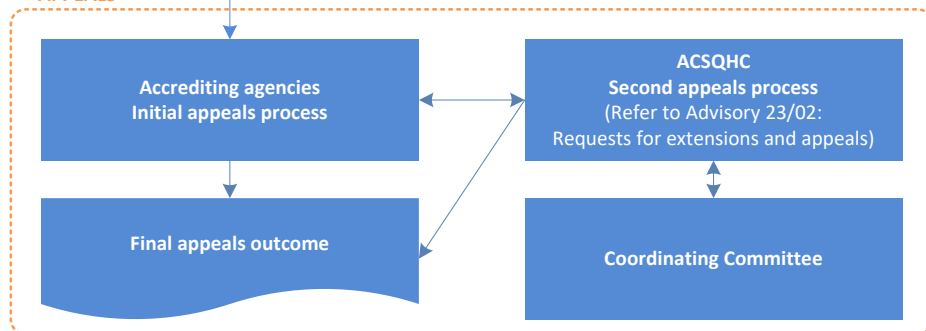 Accrediting agencies
Initial appeals process
ACSQHC
Second appeals process
(Refer to Advisory 23/02:
Requests for extensions and appeals)
Final appeals outcome
Coordinating Committee